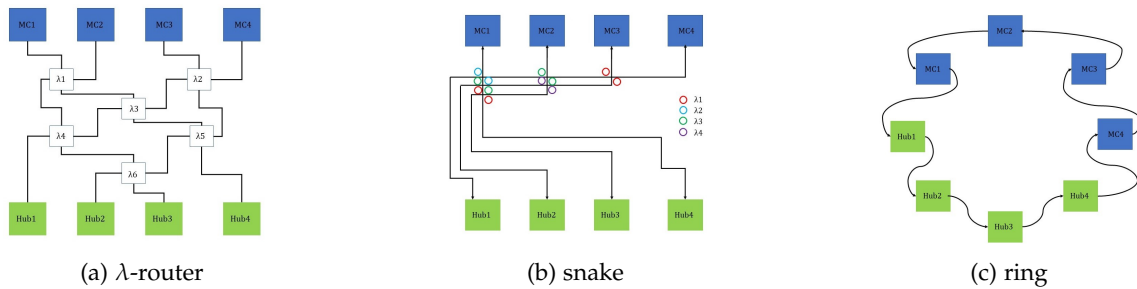 MC1 MC2 MC3 MC4
λ1 λ2
λ3
λ4 λ5
λ6
Hub1 Hub2 Hub3 Hub4
(a) λ-router
MC1 MC2 MC3 MC4
λ1
λ2
λ3
λ4
Hub1 Hub2 Hub3 Hub4
(b) snake
MC2
MC1 MC3
Hub1 MC4
Hub2 Hub4
Hub3
(c) ring